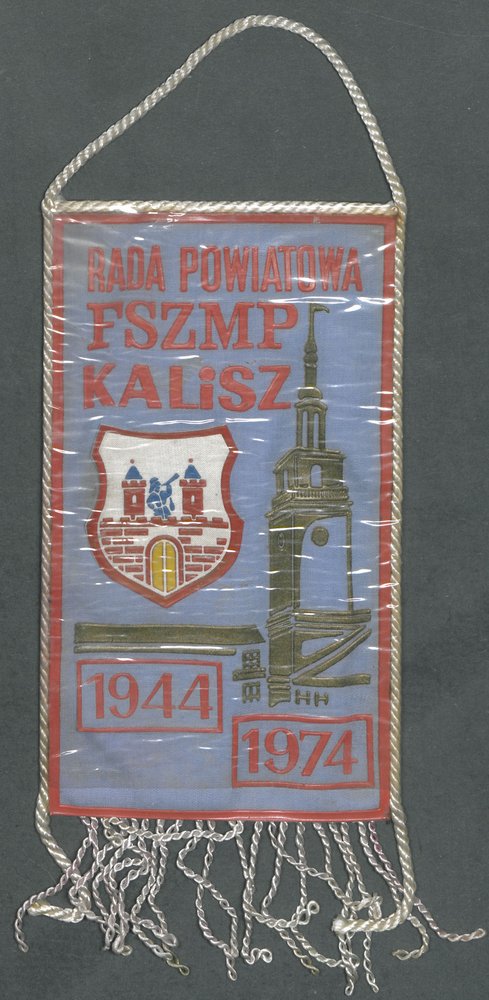 RADA POWIATOWA
FSZMP
KALiSZ
1944
1974